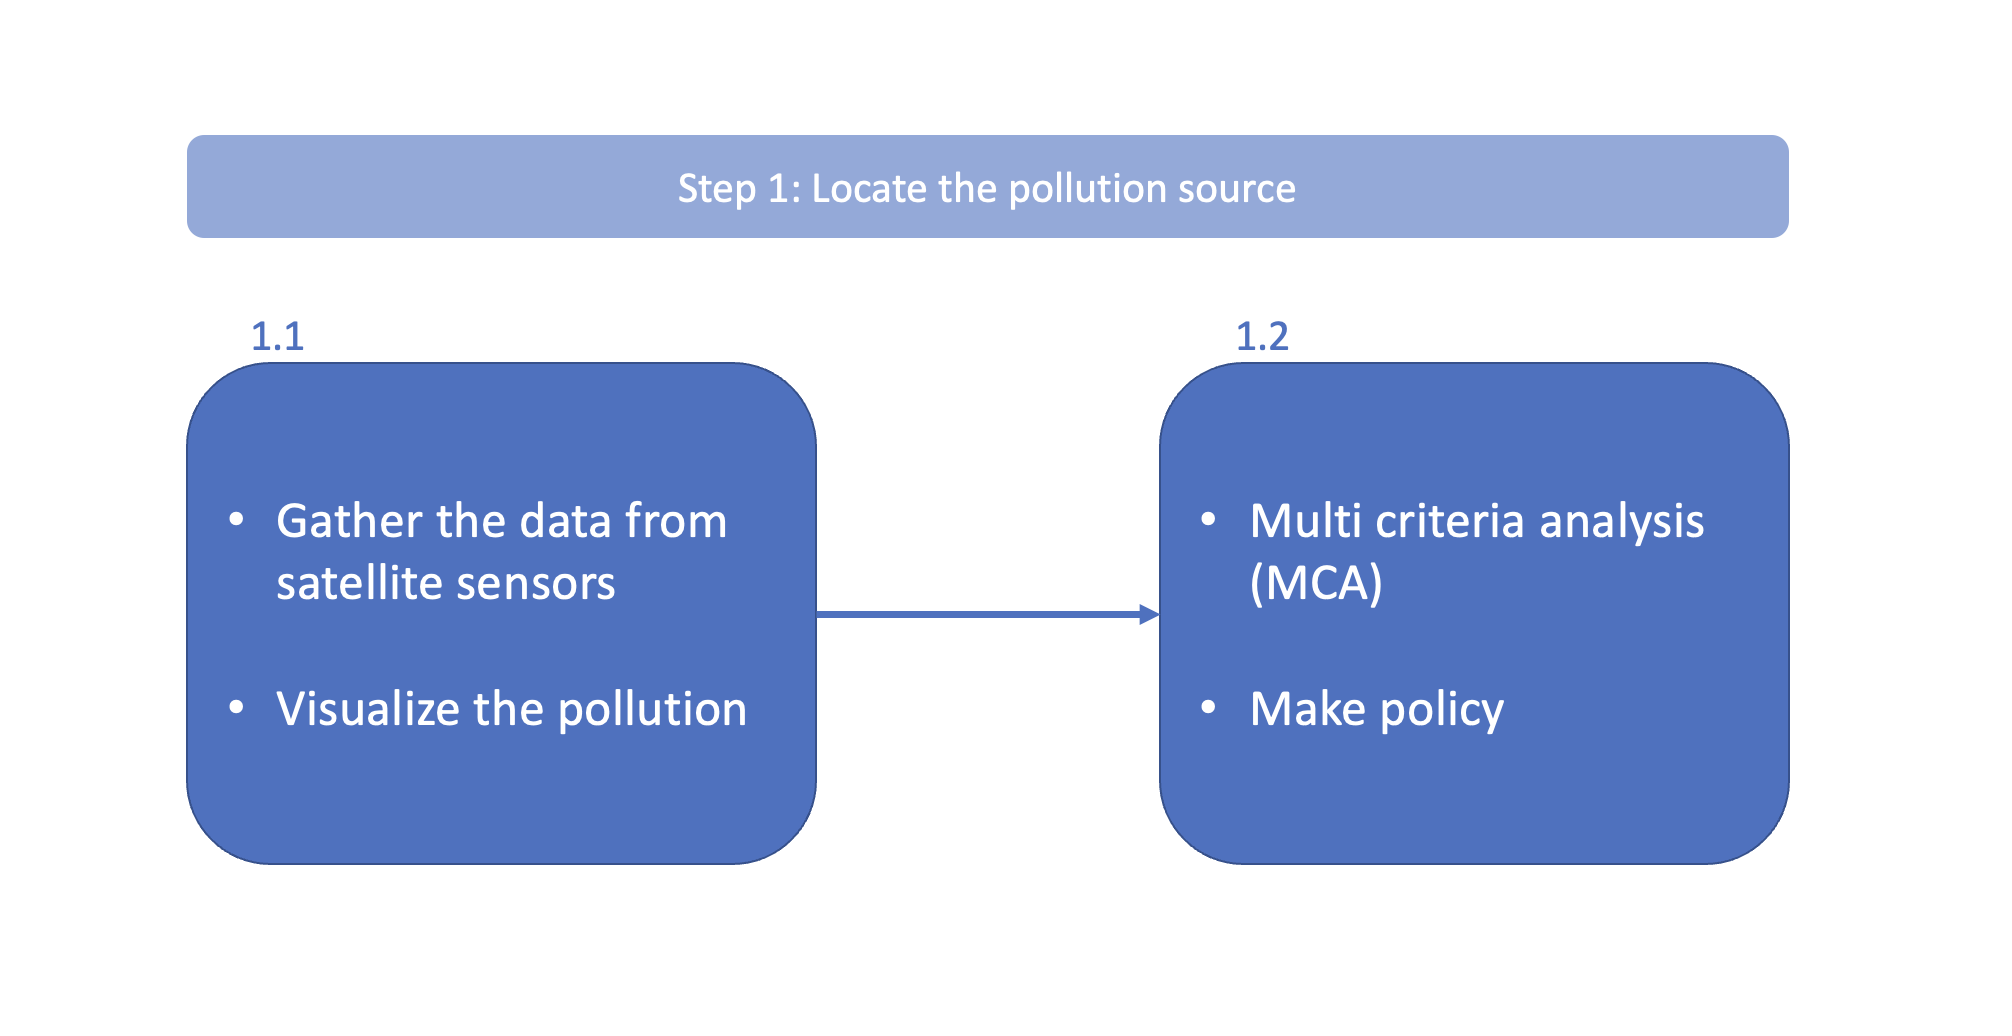 Step 1: Locate the pollution source
1.1
• Gather the data from
satellite sensors
• Visualize the pollution
1.2
• Multi criteria analysis
(MCA)
• Make policy